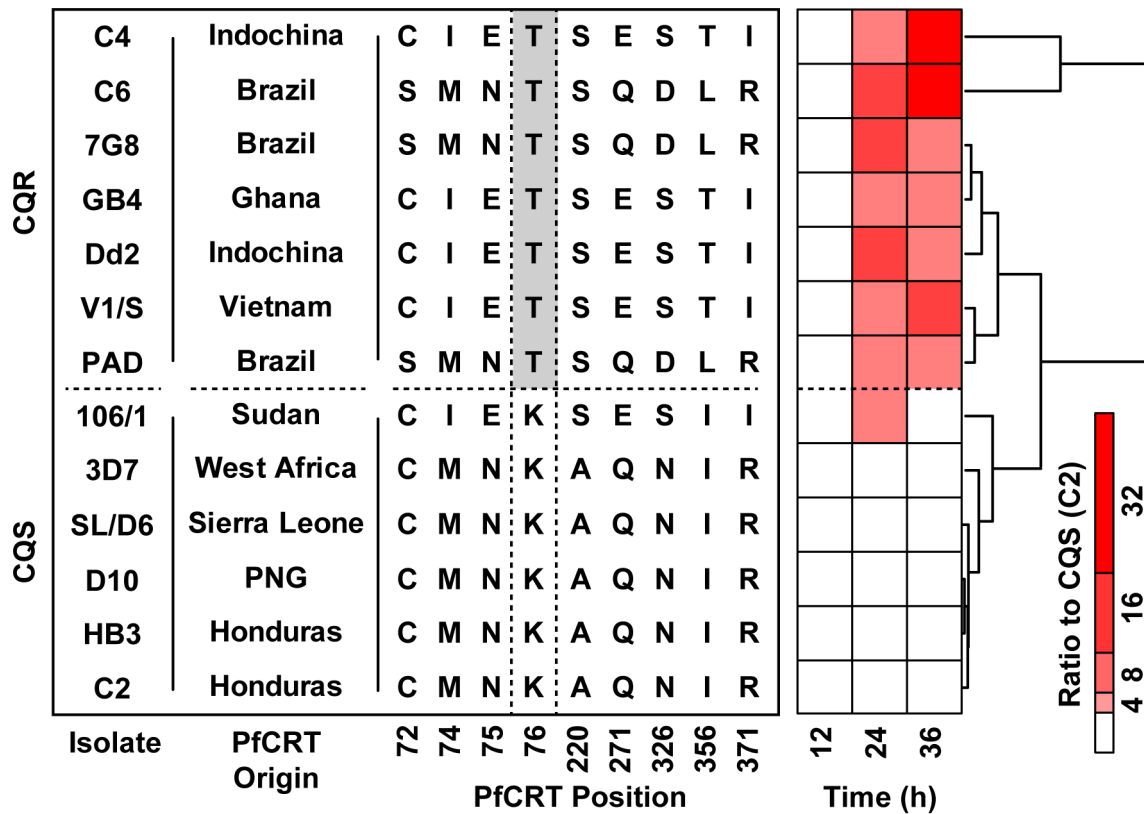 CQR
C4 Indochina C I E T S E S T I
C6 Brazil S M N T S Q D L R
7G8 Brazil S M N T S Q D L R
GB4 Ghana C I E T S E S T I
Dd2 Indochina C I E T S E S T I
V1/S Vietnam C I E T S E S T I
PAD Brazil S M N T S Q D L R
CQS
106/1 Sudan C I E K S E S I I
3D7 West Africa C M N K A Q N I R
SL/D6 Sierra Leone C M N K A Q N I R
D10 PNG C M N K A Q N I R
HB3 Honduras C M N K A Q N I R
C2 Honduras C M N K A Q N I R
Isolate
PfCRT
Origin
72 74 75 76 220 271 326 356 371
PfCRT Position
12 24 36
Time (h)
Ratio to CQS (C2)
4 8 16 32